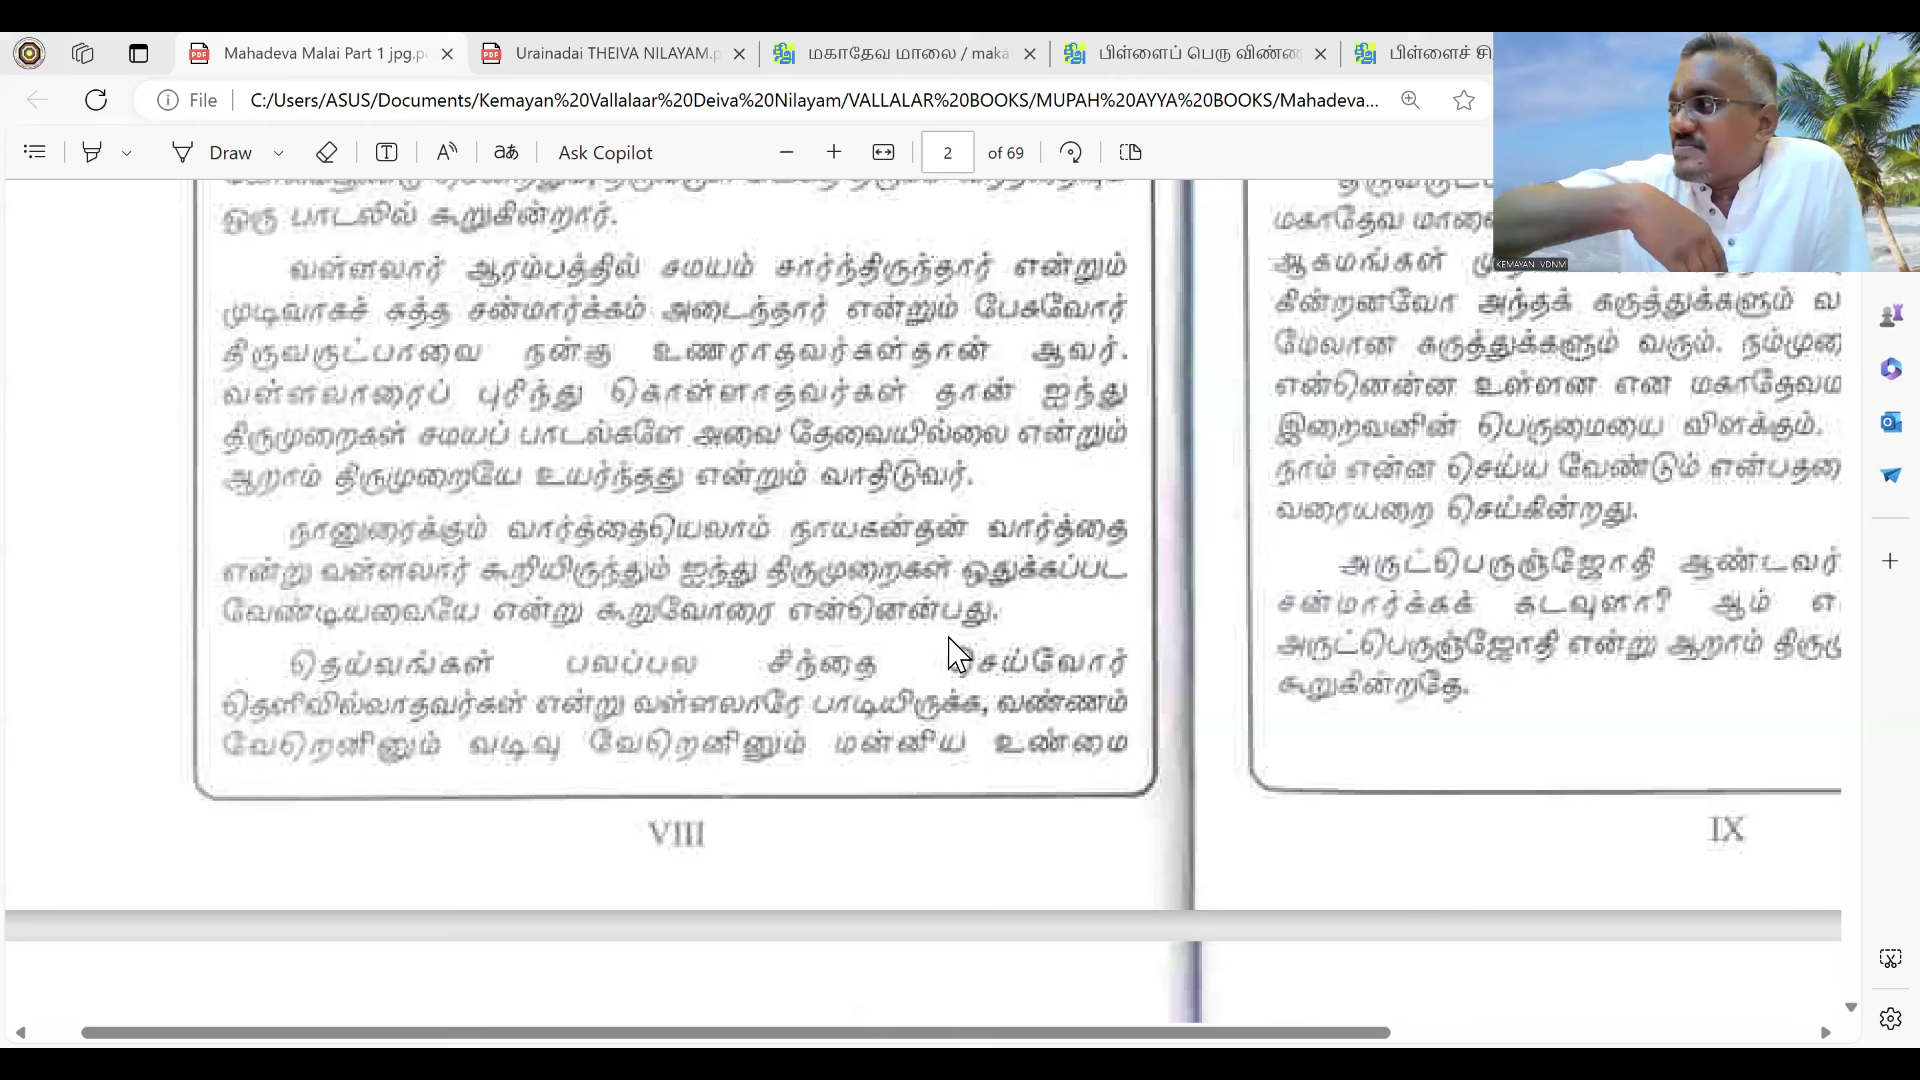 Mahadeva Malai Part 1 jpg.p
Urainadai THEIVA NILAYAM.p
மகாதேவ மாலை / makā
பிள்ளைப் பெரு விண்ண
பிள்ளைச் சி
File
C:/Users/ASUS/Documents/Kemayan%20Vallalaar%20Deiva%20Nilayam/VALLALAR%20BOOKS/MUPAH%20AYYA%20BOOKS/Mahadeva...
Draw
Ask Copilot
2 of 69
KEMAYAN VDNM
ஒரு பாடலில் கூறுகின்றார்.
வள்ளலார் ஆரம்பத்தில் சமயம் சார்ந்திருந்தார் என்றும்
முடிவாகச் சுத்த சன்மார்க்கம் அடைந்தார் என்றும் பேசுவோர்
திருவருட்பாவை நன்கு உணராதவர்கள்தான் ஆவர்.
வள்ளலாரைப் புரிந்து கொள்ளாதவர்கள் தான் ஐந்து
திருமுறைகள் சமயப் பாடல்களே அவை தேவையில்லை என்றும்
ஆறாம் திருமுறையே உயர்ந்தது என்றும் வாதிடுவர்.
நானுரைக்கும் வார்த்தையெலாம் நாயகன்தன் வார்த்தை
என்று வள்ளலார் கூறியிருந்தும் ஐந்து திருமுறைகள் ஒதுக்கப்பட
வேண்டியவையே என்று கூறுவோரை என்னென்பது.
தெய்வங்கள் பலப்பல சிந்தை செய்வோர்
தெளிவில்லாதவர்கள் என்று வள்ளலாரே பாடியிருக்க, வண்ணம்
வேறெனினும் வடிவு வேறெனினும் மன்னிய உண்மை
VIII
மகாதேவ மாலை
ஆகமங்கள்
கின்றனவோ அந்தக் கருத்துக்களும் வ
மேலான கருத்துக்களும் வரும். நம்முன
என்னென்ன உள்ளன என மகாதேவம
இறைவனின் பெருமையை விளக்கும்.
நாம் என்ன செய்ய வேண்டும் என்பதை
வரையறை செய்கின்றது.
அருட்பெருஞ்ஜோதி ஆண்டவர்
சன்மார்க்கக் கடவுளா? ஆம் எ
அருட்பெருஞ்ஜோதி என்று ஆறாம் திரு
கூறுகின்றதே.
IX